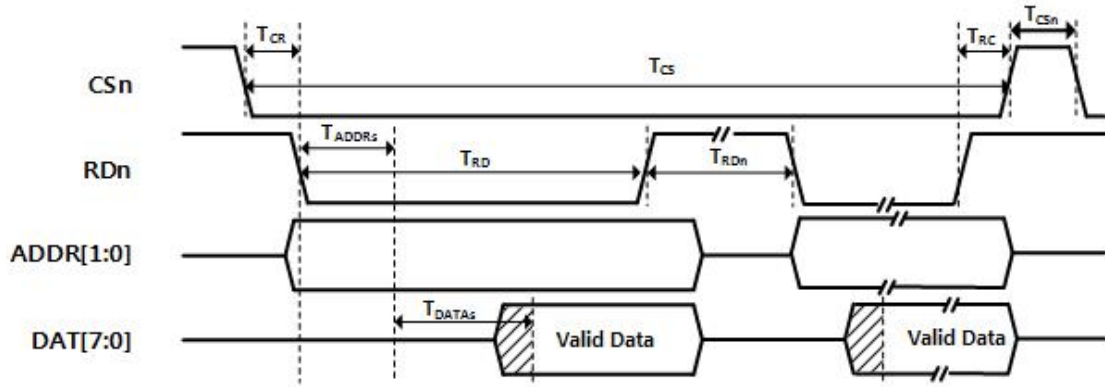 TCR
TRC
TCSn
CSn
TCS
TADDRs
RDn
TRD
TRDn
ADDR[1:0]
TDATAs
DAT[7:0]
Valid Data
Valid Data